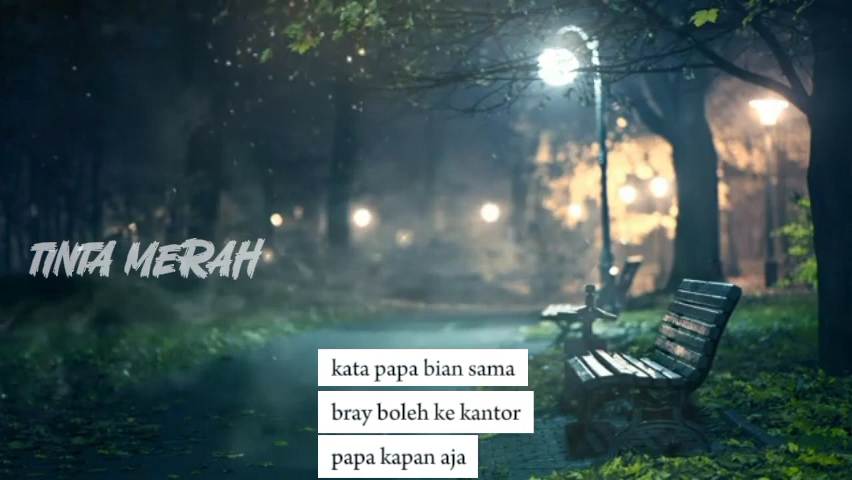 TINTA MERAH
kata papa bian sama
bray boleh ke kantor
papa kapan aja